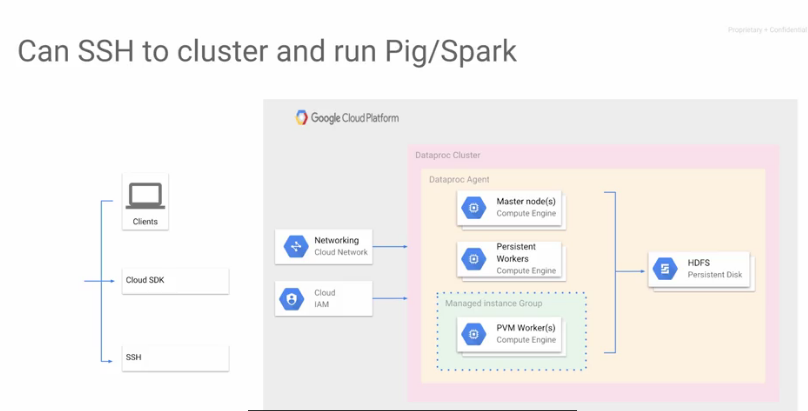 Proprietary + Confidential
Can SSH to cluster and run Pig/Spark
Google Cloud Platform
Dataproc Cluster
Dataproc Agent
Master node(s)
Compute Engine
Clients
Networking
Cloud Network
Persistent
Workers
Compute Engine
HDFS
Persistent Disk
Cloud SDK
Cloud
IAM
Managed Instance Group
PVM Worker(s)
Compute Engine
SSH